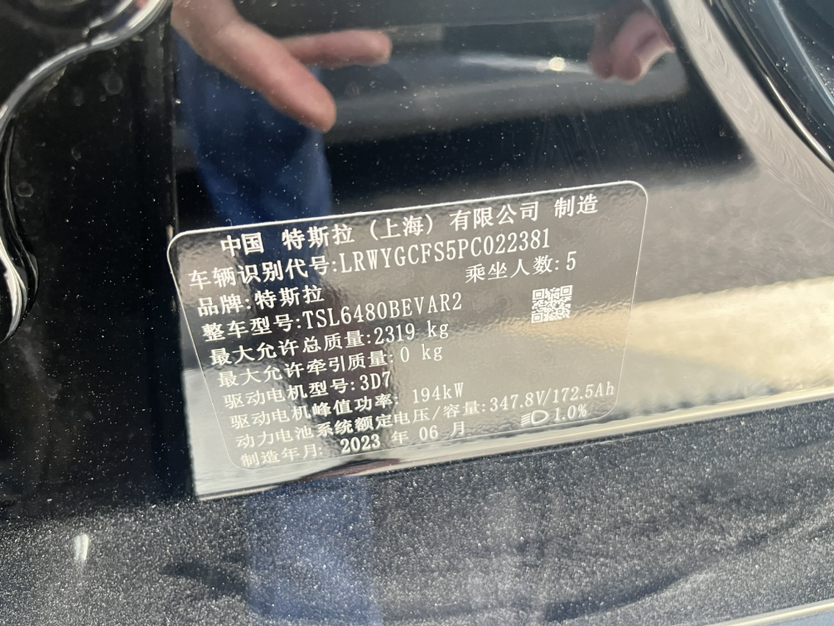 中国 特斯拉（上海）有限公司 制造
车辆识别代号:LRWYGCFS5PC022381
品牌:特斯拉 乘坐人数:5
整车型号:TSL6480BEVAR2
最大允许总质量:2319 kg
最大允许牵引质量:0 kg
驱动电机型号:3D7
驱动电机峰值功率: 194kW
动力电池系统额定电压/容量:347.8V/172.5Ah
制造年月: 2023 年 06 月 1.0%